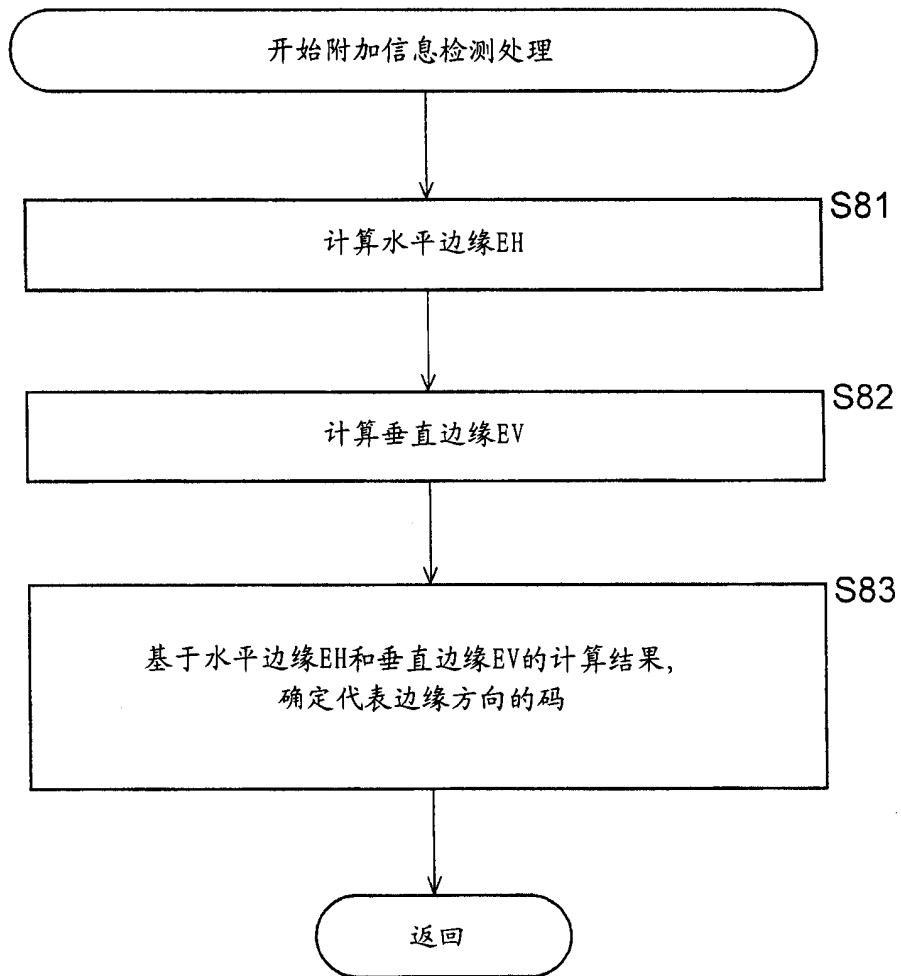 开始附加信息检测处理
S81
计算水平边缘EH
S82
计算垂直边缘EV
S83
基于水平边缘EH和垂直边缘EV的计算结果,
确定代表边缘方向的码
返回